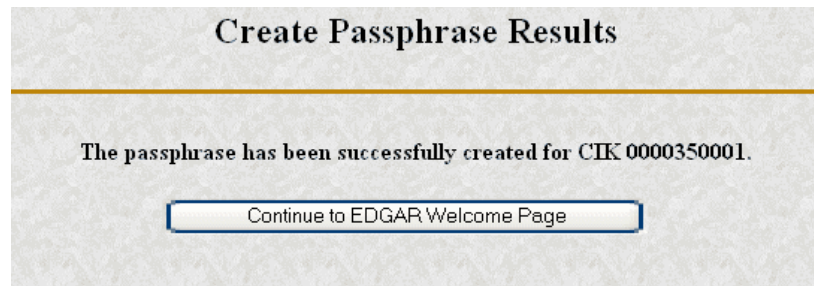 Create Passphrase Results
The passphrase has been successfully created for CIK 0000350001.
Continue to EDGAR Welcome Page